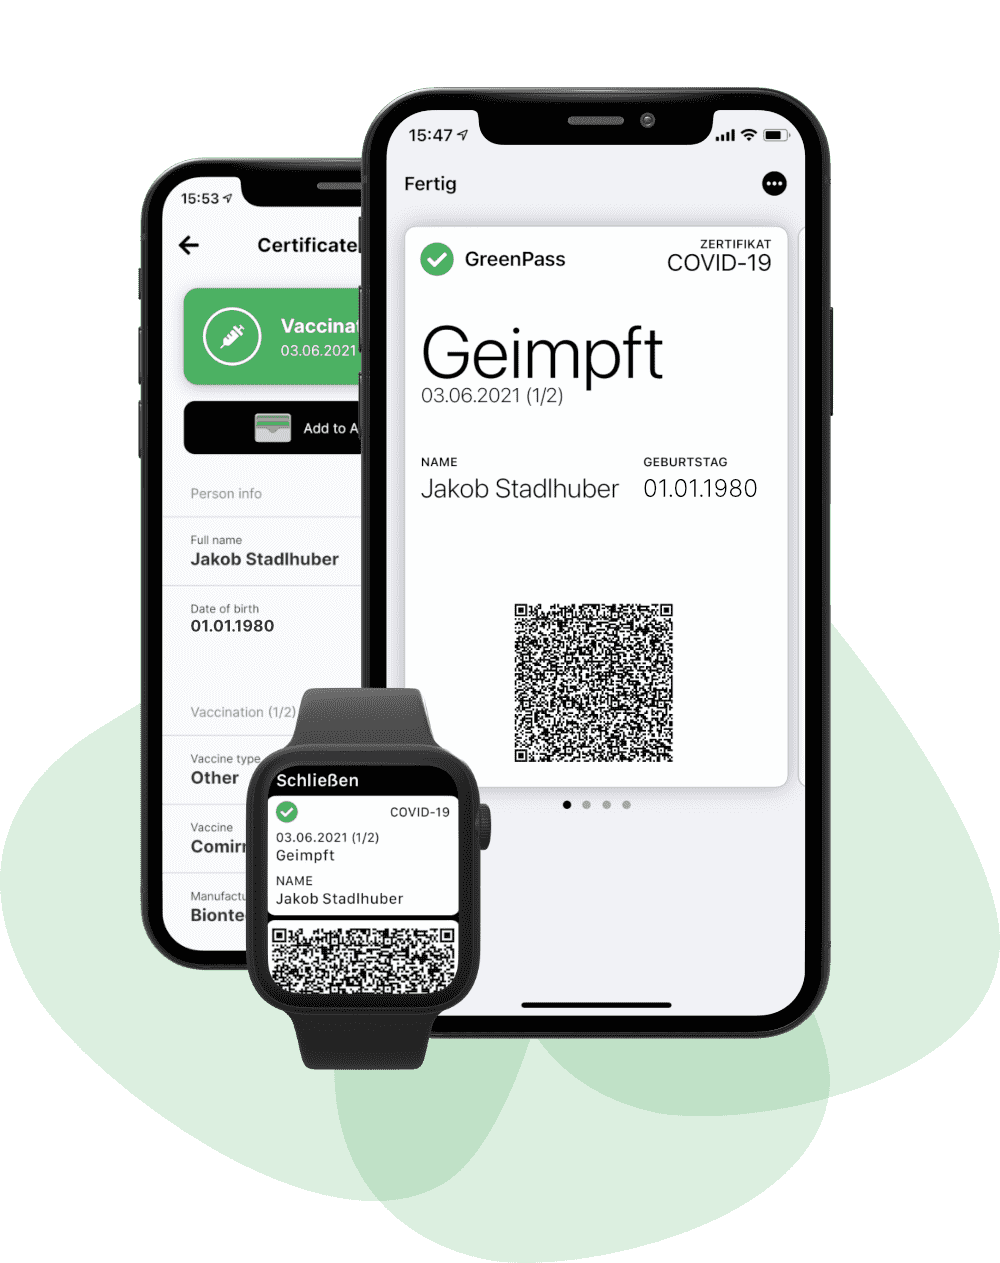 15:53
Certificate
Vaccinat
03.06.2021
Add to A
Person info
Full name
Jakob Stadlhuber
Date of birth
01.01.1980
Vaccination (1/2)
Vaccine type
Other
Vaccine
Comirn
Manufactu
Bionte
15:47
Fertig
GreenPass
ZERTIFIKAT
COVID-19
Geimpft
03.06.2021 (1/2)
NAME
GEBURTSTAG
Jakob Stadlhuber
01.01.1980
Schließen
COVID-19
03.06.2021 (1/2)
Geimpft
NAME
Jakob Stadlhuber